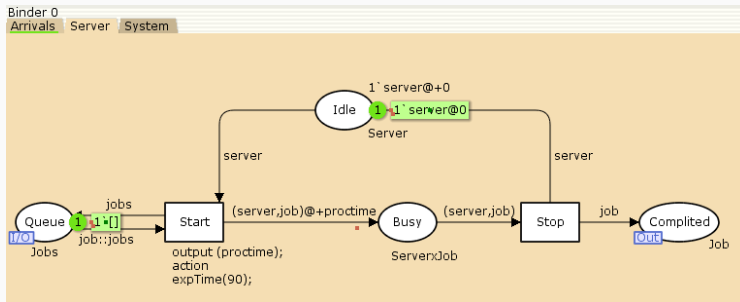 Binder 0
Arrivals Server System
1`server@+0
Idle 1 1`server@0
Server
server server
jobs (server,job)@+proctime (server,job) job
Queue 1 1`[] Start Busy Stop Complited
I/O job::jobs Out
Jobs output (proctime); ServerxJob Job
action
expTime(90);